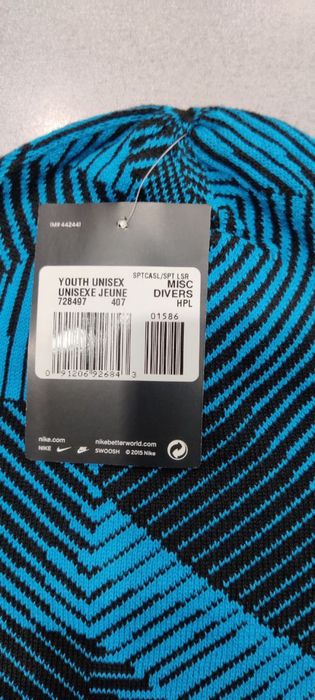 (M# 442441
YOUTH UNISEX
UNISEXE JEUNE
728497 407
SPTCASL/SPT LSR
MISC
DIVERS
HPL
01586
0 91206 92684 3
nike.com
nikebetterworld.com
NIKE
SWOOSH © 2015 Nike